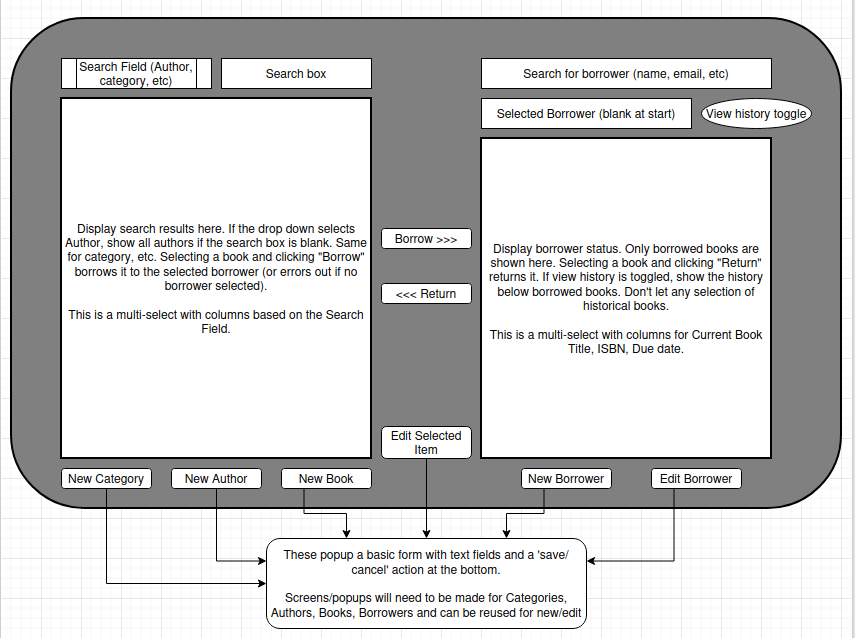 Search Field (Author,
category, etc)
Search box
Search for borrower (name, email, etc)
Selected Borrower (blank at start)
View history toggle
Display search results here. If the drop down selects
Author, show all authors if the search box is blank. Same
for category, etc. Selecting a book and clicking "Borrow"
borrows it to the selected borrower (or errors out if no
borrower selected).
This is a multi-select with columns based on the Search
Field.
Borrow >>>
<<< Return
Display borrower status. Only borrowed books are
shown here. Selecting a book and clicking "Return"
returns it. If view history is toggled, show the history
below borrowed books. Don't let any selection of
historical books.
This is a multi-select with columns for Current Book
Title, ISBN, Due date.
Edit Selected
Item
New Category
New Author
New Book
New Borrower
Edit Borrower
These popup a basic form with text fields and a 'save/
cancel' action at the bottom.
Screens/popups will need to be made for Categories,
Authors, Books, Borrowers and can be reused for new/edit